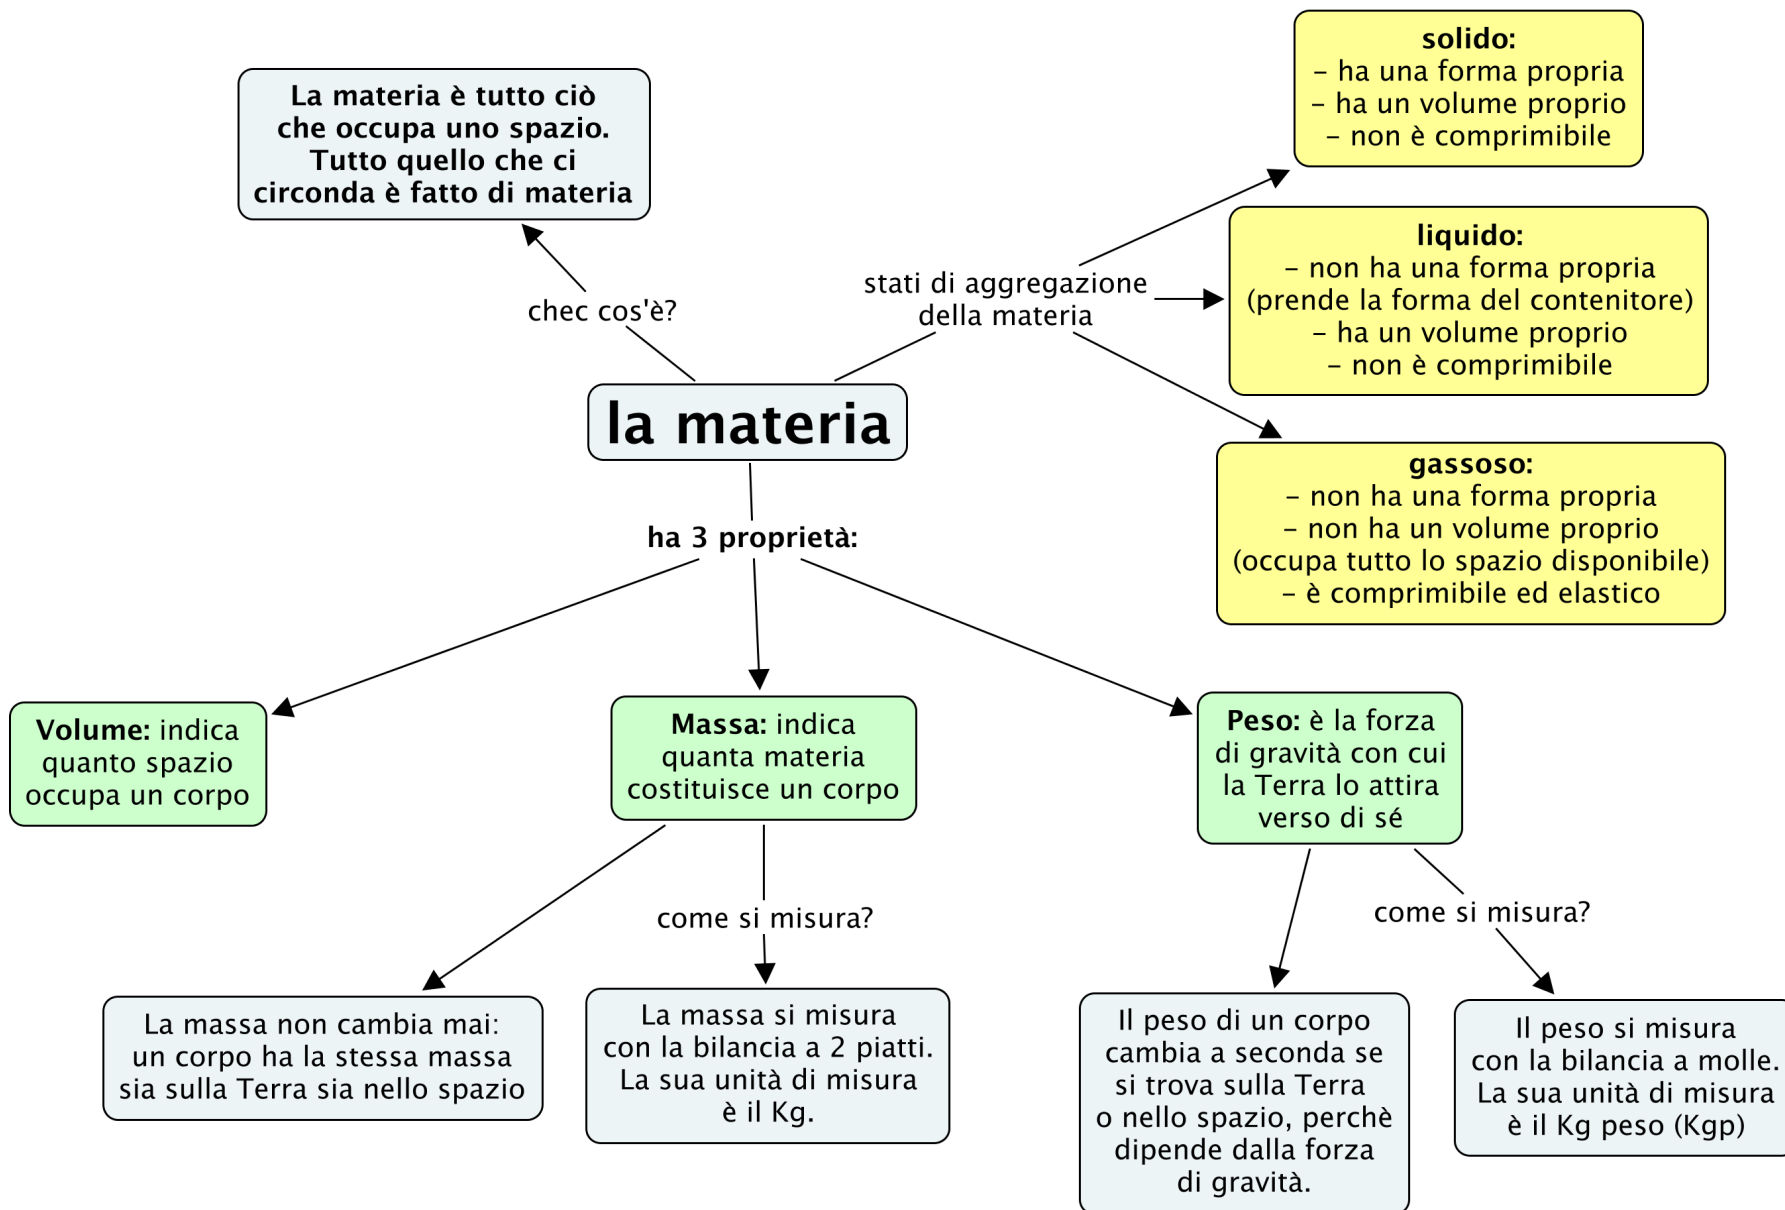 La materia è tutto ciò
che occupa uno spazio.
Tutto quello che ci
circonda è fatto di materia
chec cos'è?
la materia
stati di aggregazione
della materia
solido:
– ha una forma propria
– ha un volume proprio
– non è comprimibile
liquido:
– non ha una forma propria
(prende la forma del contenitore)
– ha un volume proprio
– non è comprimibile
gassoso:
– non ha una forma propria
– non ha un volume proprio
(occupa tutto lo spazio disponibile)
– è comprimibile ed elastico
ha 3 proprietà:
Volume: indica
quanto spazio
occupa un corpo
Massa: indica
quanta materia
costituisce un corpo
La massa non cambia mai:
un corpo ha la stessa massa
sia sulla Terra sia nello spazio
come si misura?
La massa si misura
con la bilancia a 2 piatti.
La sua unità di misura
è il Kg.
Peso: è la forza
di gravità con cui
la Terra lo attira
verso di sé
Il peso di un corpo
cambia a seconda se
si trova sulla Terra
o nello spazio, perchè
dipende dalla forza
di gravità.
come si misura?
Il peso si misura
con la bilancia a molle.
La sua unità di misura
è il Kg peso (Kgp)